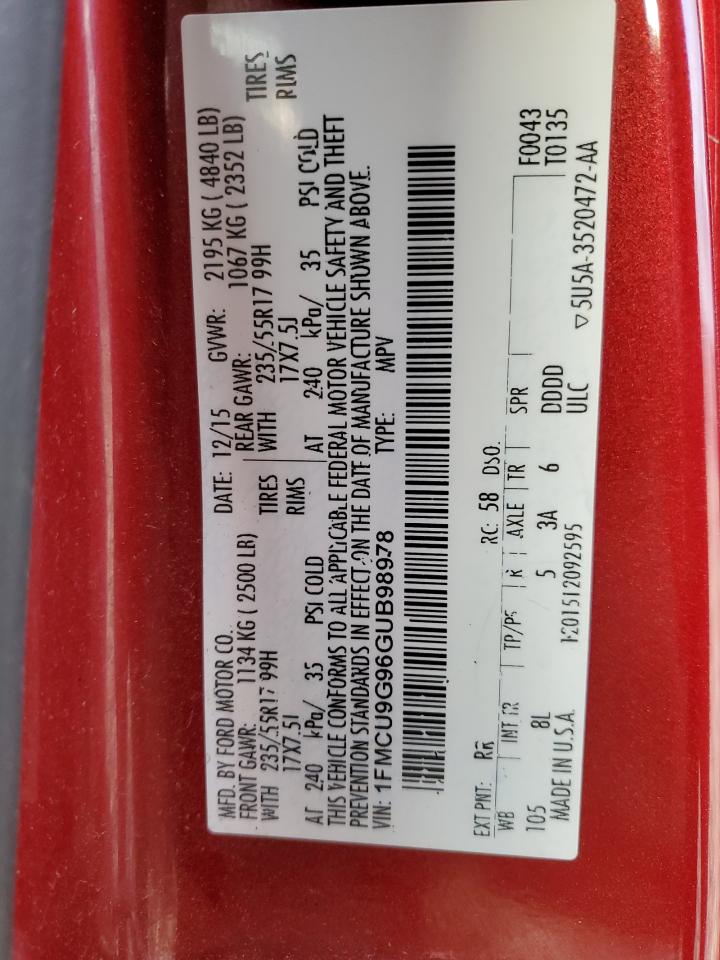 MFD. BY FORD MOTOR CO. DATE: 12/15 GVWR: 2195 KG ( 4840 LB)
FRONT GAWR: 1134 KG ( 2500 LB) REAR GAWR: 1067 KG ( 2352 LB)
WITH 235/55R17 99H TIRES WITH 235/55R17 99H TIRES
17X7.5J RIMS 17X7.5J RIMS
AT 240 kPa/ 35 PSI COLD AT 240 kPa/ 35 PSI COLD
THIS VEHICLE CONFORMS TO ALL APPLICABLE FEDERAL MOTOR VEHICLE SAFETY AND THEFT
PREVENTION STANDARDS IN EFFECT ON THE DATE OF MANUFACTURE SHOWN ABOVE.
VIN: 1FMCU9G96GUB98978 TYPE: MPV
EXT PNT: RR RC: 58 DSO:
WB INT TR TP/PS R AXLE TR SPR F0043
105 8L 5 3A 6 DDDD T0135
MADE IN U.S.A. 1201512092595 ULC ▽5U5A-3520472-AA